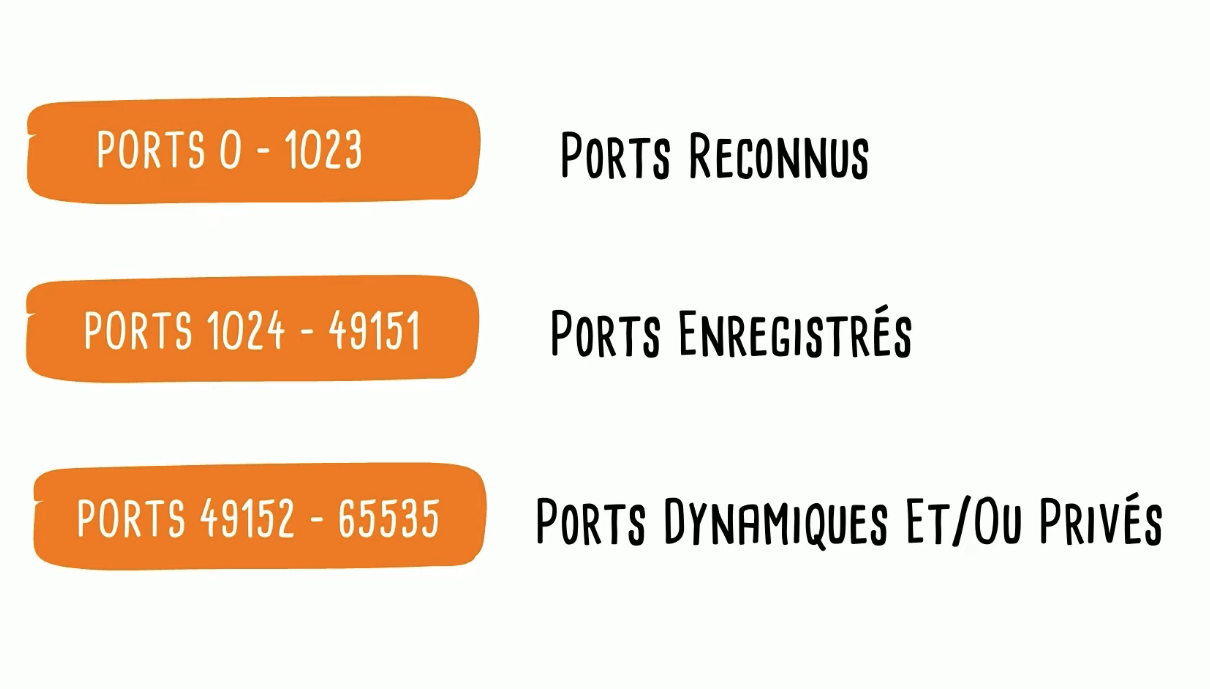 PORTS 0 - 1023
PORTS RECONNUS
PORTS 1024 - 49151
PORTS ENREGISTRÉS
PORTS 49152 - 65535
PORTS DYNAMIQUES ET/OU PRIVÉS